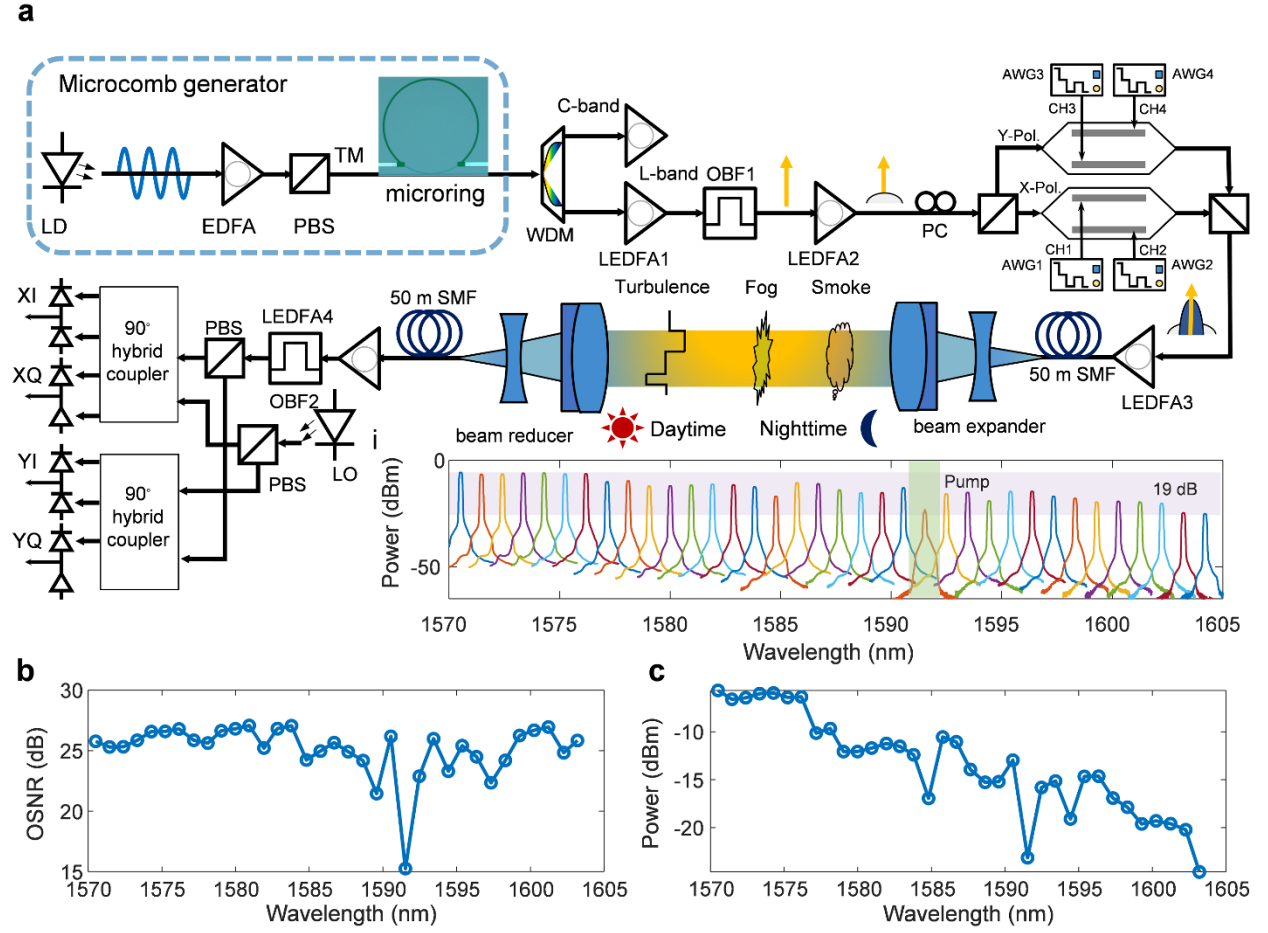 a
Microcomb generator
LD
EDFA
PBS
TM
microring
WDM
C-band
L-band
LEDFA1
OBF1
LEDFA2
PC
Y-Pol.
X-Pol.
AWG3
AWG4
CH3
CH4
CH1
CH2
AWG1
AWG2
XI
XQ
YI
YQ
90°
hybrid
coupler
90°
hybrid
coupler
PBS
LEDFA4
OBF2
PBS
LO
i
50 m SMF
Turbulence
Fog
Smoke
50 m SMF
LEDFA3
beam reducer
Daytime
Nighttime
beam expander
0
-50
Power (dBm)
Pump
19 dB
1570
1575
1580
1585
1590
1595
1600
1605
Wavelength (nm)
b
30
25
20
15
OSNR (dB)
1570
1575
1580
1585
1590
1595
1600
1605
Wavelength (nm)
c
-10
-15
-20
Power (dBm)
1570
1575
1580
1585
1590
1595
1600
1605
Wavelength (nm)